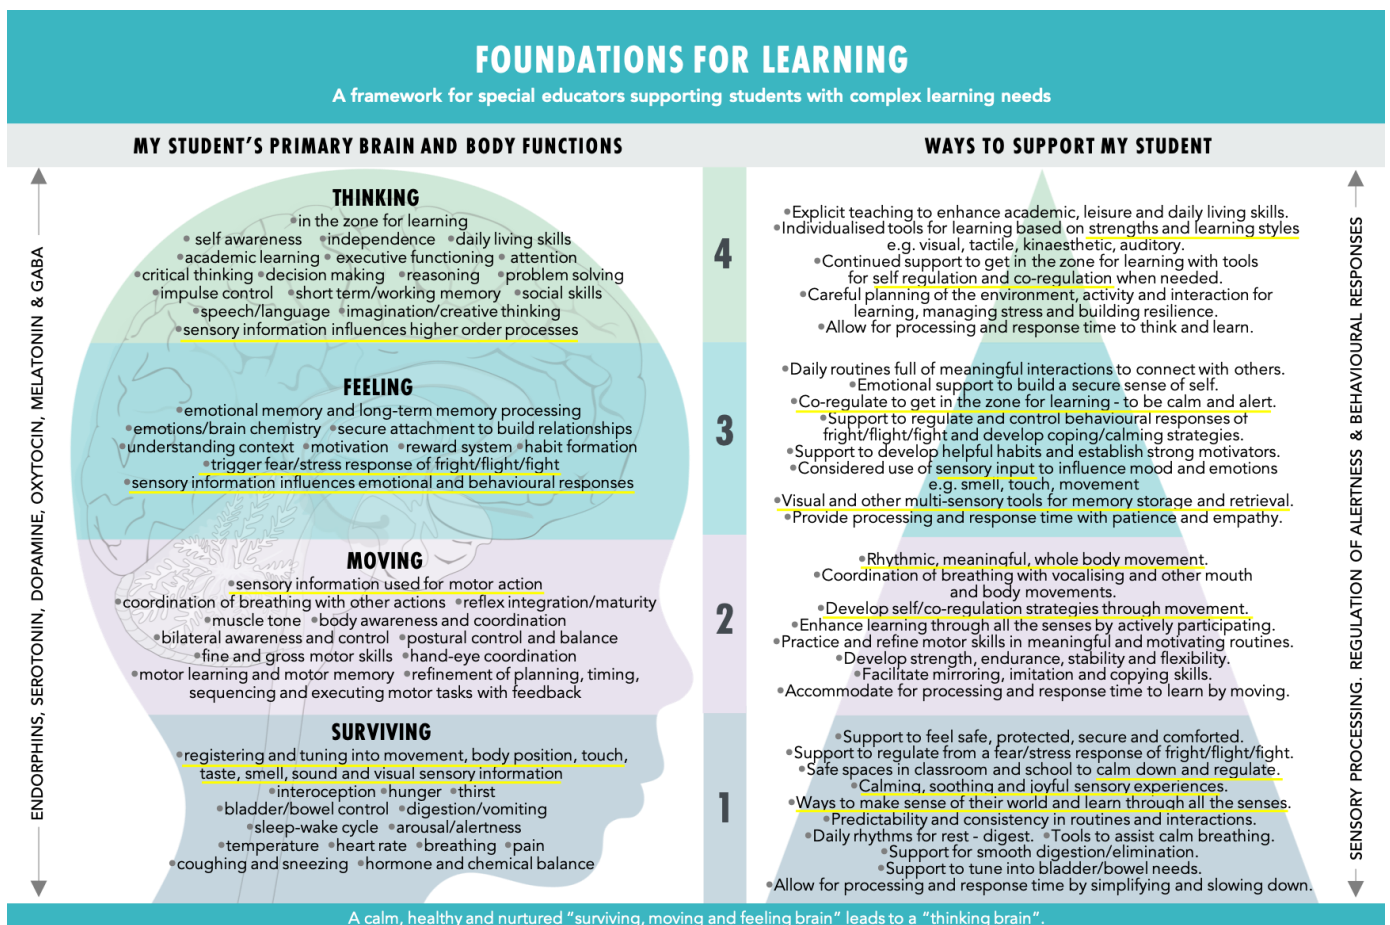 FOUNDATIONS FOR LEARNING
A framework for special educators supporting students with complex learning needs
MY STUDENT'S PRIMARY BRAIN AND BODY FUNCTIONS
WAYS TO SUPPORT MY STUDENT
ENDORPHINS, SEROTONIN, DOPAMINE, OXYTOCIN, MELATONIN & GABA
THINKING
•in the zone for learning
•self awareness •independence •daily living skills
•academic learning •executive functioning •attention
•critical thinking •decision making •reasoning •problem solving
•impulse control •short term/working memory •social skills
•speech/language •imagination/creative thinking
•sensory information influences higher order processes
4
•Explicit teaching to enhance academic, leisure and daily living skills.
•Individualised tools for learning based on strengths and learning styles
e.g. visual, tactile, kinaesthetic, auditory.
•Continued support to get in the zone for learning with tools
for self regulation and co-regulation when needed.
•Careful planning of the environment, activity and interaction for
learning, managing stress and building resilience.
•Allow for processing and response time to think and learn.
FEELING
•emotional memory and long-term memory processing
•emotions/brain chemistry •secure attachment to build relationships
•understanding context •motivation •reward system •habit formation
•trigger fear/stress response of fright/flight/fight
•sensory information influences emotional and behavioural responses
3
•Daily routines full of meaningful interactions to connect with others.
•Emotional support to build a secure sense of self.
•Co-regulate to get in the zone for learning - to be calm and alert.
•Support to regulate and control behavioural responses of
fright/flight/fight and develop coping/calming strategies.
•Support to develop helpful habits and establish strong motivators.
•Considered use of sensory input to influence mood and emotions
e.g. smell, touch, movement
•Visual and other multi-sensory tools for memory storage and retrieval.
•Provide processing and response time with patience and empathy.
MOVING
•sensory information used for motor action
•coordination of breathing with other actions •reflex integration/maturity
•muscle tone •body awareness and coordination
•bilateral awareness and control •postural control and balance
•fine and gross motor skills •hand-eye coordination
•motor learning and motor memory •refinement of planning, timing,
sequencing and executing motor tasks with feedback
2
•Rhythmic, meaningful, whole body movement.
•Coordination of breathing with vocalising and other mouth
and body movements.
•Develop self/co-regulation strategies through movement.
•Enhance learning through all the senses by actively participating.
•Practice and refine motor skills in meaningful and motivating routines.
•Develop strength, endurance, stability and flexibility.
•Facilitate mirroring, imitation and copying skills.
•Accommodate for processing and response time to learn by moving.
SURVIVING
•registering and tuning into movement, body position, touch,
taste, smell, sound and visual sensory information
•interoception •hunger •thirst
•bladder/bowel control •digestion/vomiting
•sleep-wake cycle •arousal/alertness
•temperature •heart rate •breathing •pain
•coughing and sneezing •hormone and chemical balance
1
•Support to feel safe, protected, secure and comforted.
•Support to regulate from a fear/stress response of fright/flight/fight.
•Safe spaces in classroom and school to calm down and regulate.
•Calming, soothing and joyful sensory experiences.
•Ways to make sense of their world and learn through all the senses.
•Predictability and consistency in routines and interactions.
•Daily rhythms for rest - digest. •Tools to assist calm breathing.
•Support for smooth digestion/elimination.
•Support to tune into bladder/bowel needs.
•Allow for processing and response time by simplifying and slowing down.
SENSORY PROCESSING. REGULATION OF ALERTNESS & BEHAVIOURAL RESPONSES
A calm, healthy and nurtured "surviving, moving and feeling brain" leads to a "thinking brain".